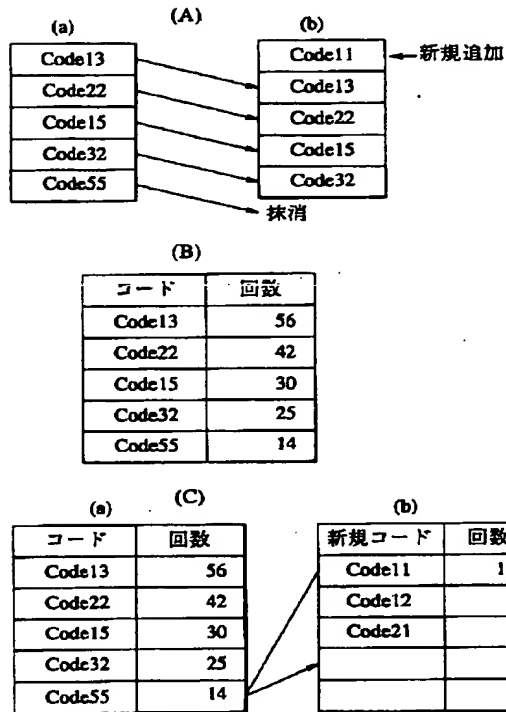 (A)
(a) (b)
Code13 Code11 新規追加
Code22 Code13
Code15 Code22
Code32 Code15
Code55 Code32
抹消
(B)
コード 回数
Code13 56
Code22 42
Code15 30
Code32 25
Code55 14
(C)
(a) (b)
コード 回数 新規コード 回数
Code13 56 Code11 1
Code22 42 Code12
Code15 30 Code21
Code32 25
Code55 14